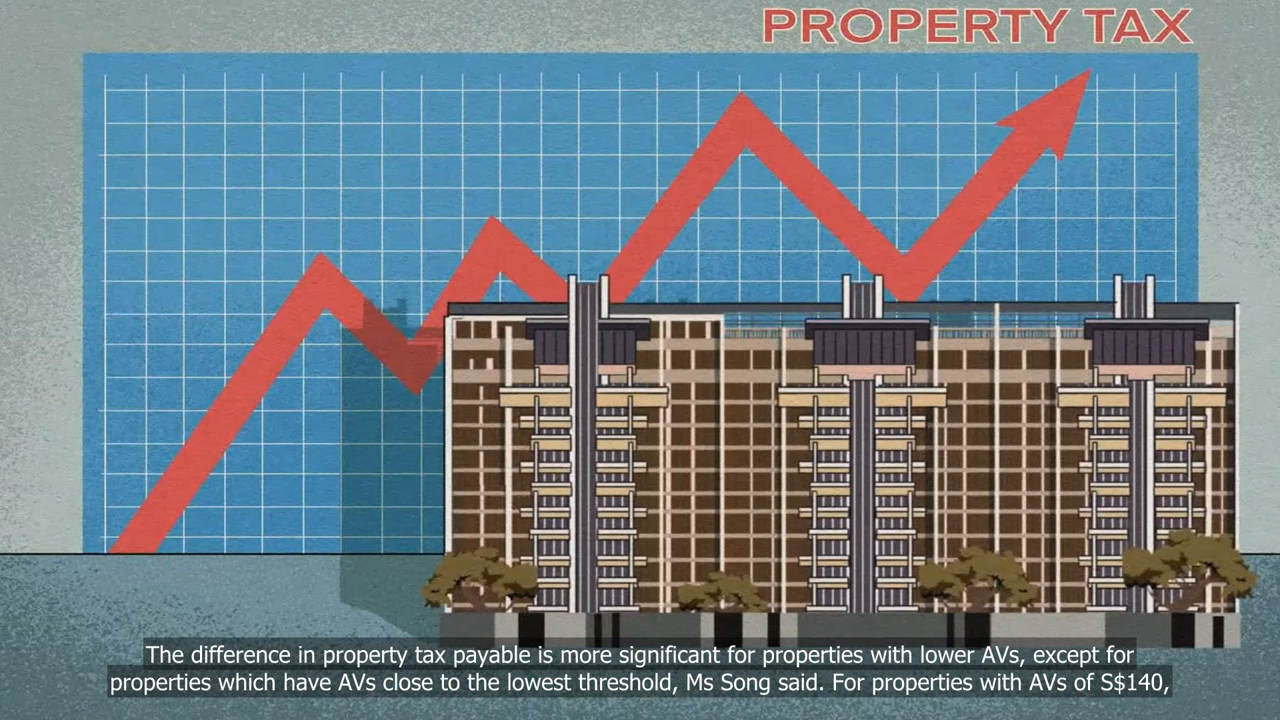 PROPERTY TAX
The difference in property tax payable is more significant for properties with lower AVs, except for
properties which have AVs close to the lowest threshold, Ms Song said. For properties with AVs of S$140,